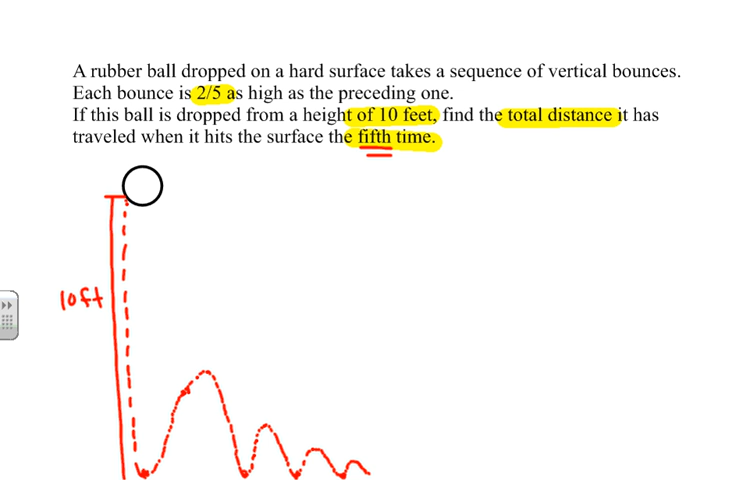 A rubber ball dropped on a hard surface takes a sequence of vertical bounces.
Each bounce is 2/5 as high as the preceding one.
If this ball is dropped from a height of 10 feet, find the total distance it has
traveled when it hits the surface the fifth time.
10ft